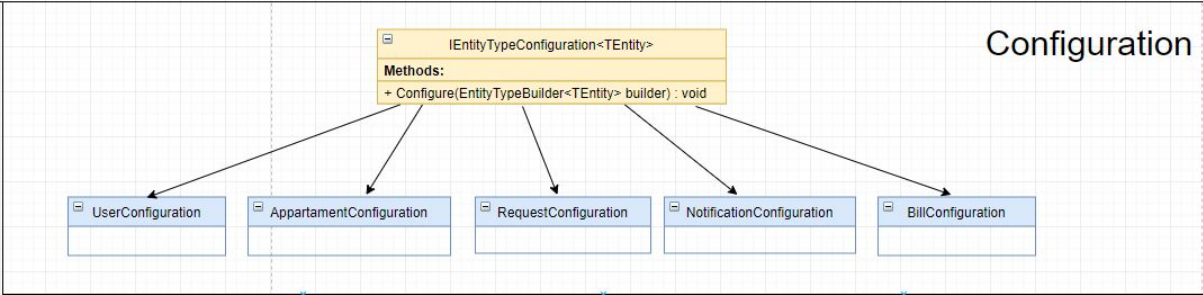 Configuration
IEntityTypeConfiguration<TEntity>
Methods:
+ Configure(EntityTypeBuilder<TEntity> builder) : void
UserConfiguration
AppartamentConfiguration
RequestConfiguration
NotificationConfiguration
BillConfiguration